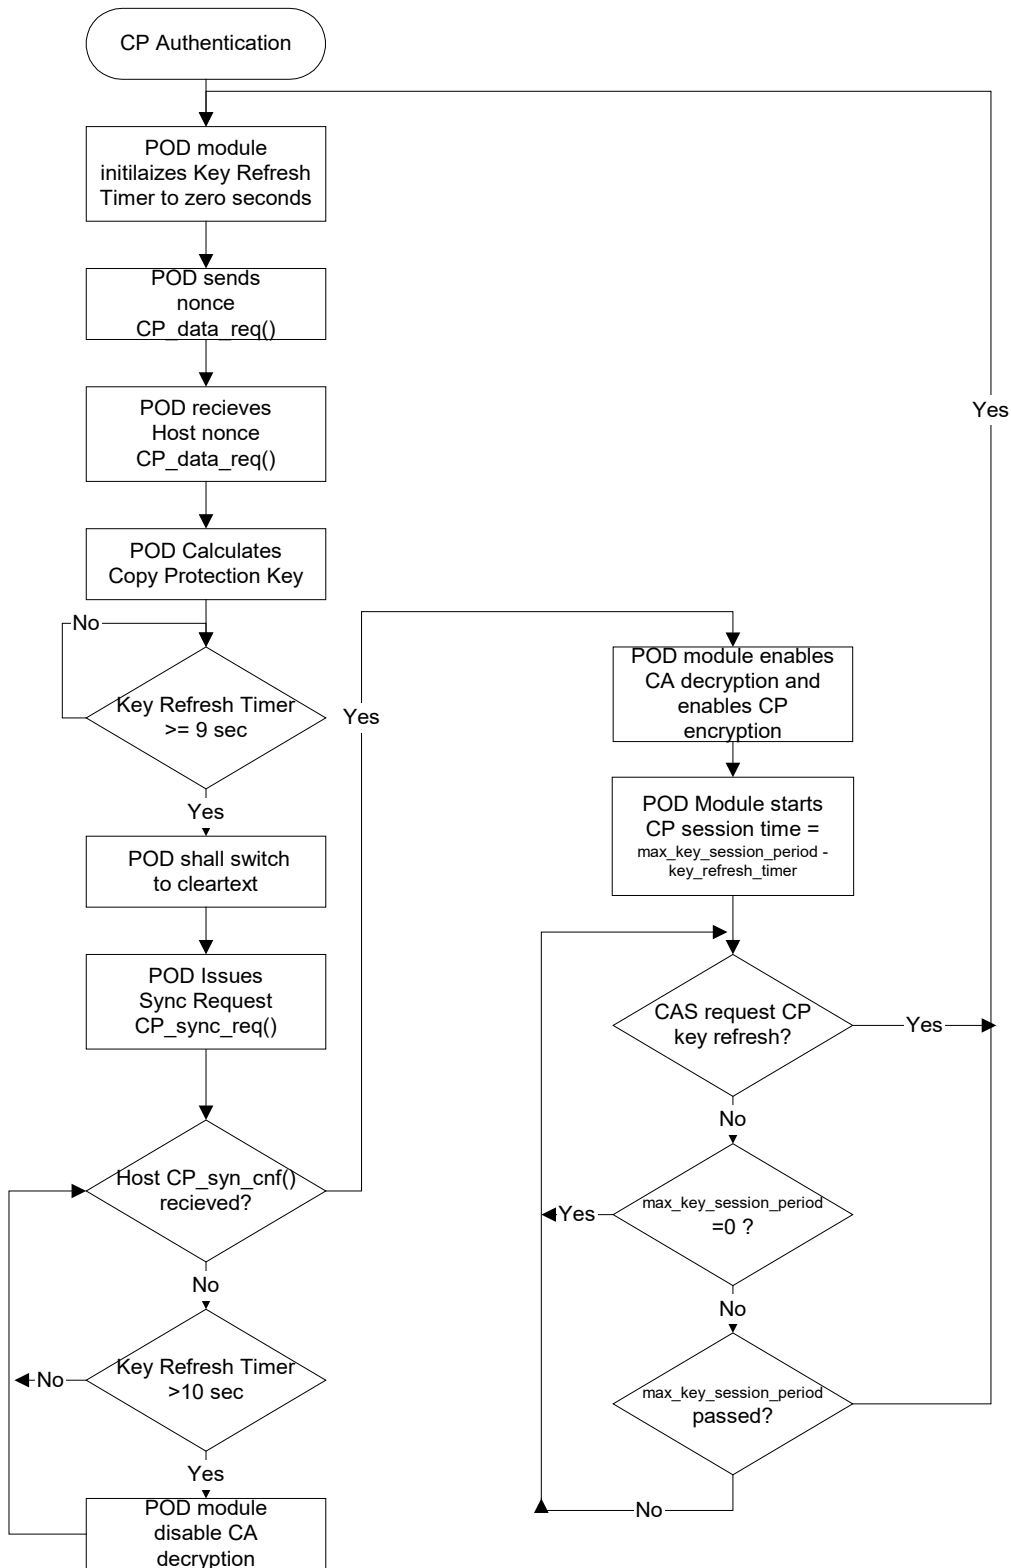 CP Authentication
POD module
initilaizes Key Refresh
Timer to zero seconds
POD sends
nonce
CP_data_req()
POD recieves
Host nonce
CP_data_req()
POD Calculates
Copy Protection Key
No
Key Refresh Timer
>= 9 sec
Yes
POD shall switch
to cleartext
POD Issues
Sync Request
CP_sync_req()
Host CP_syn_cnf()
recieved?
No
Key Refresh Timer
>10 sec
No
Yes
POD module
disable CA
decryption
Yes
POD module enables
CA decryption and
enables CP
encryption
POD Module starts
CP session time =
max_key_session_period -
key_refresh_timer
CAS request CP
key refresh?
Yes
No
max_key_session_period
=0 ?
Yes
No
max_key_session_period
passed?
No
Yes